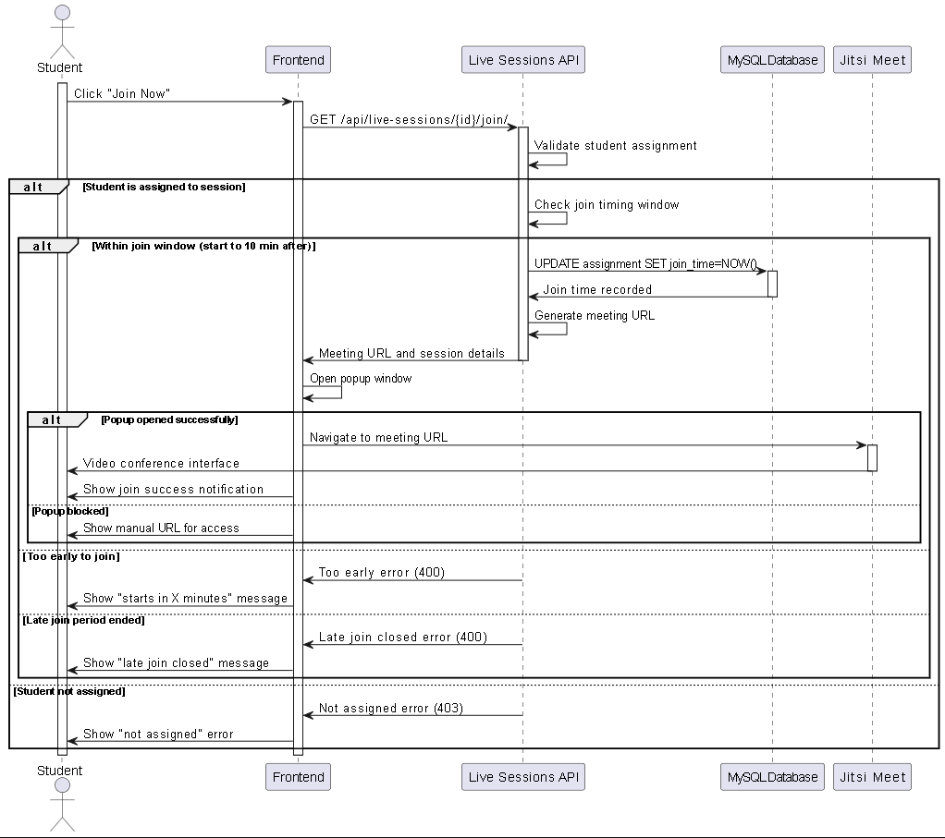 Student
Frontend
Live Sessions API
MySQL Database
Jitsi Meet
Click "Join Now"
GET /api/live-sessions/{id}/join/
Validate student assignment
alt [Student is assigned to session]
Check join timing window
alt [Within join window (start to 10 min after)]
UPDATE assignment SET join_time=NOW()
Join time recorded
Generate meeting URL
Meeting URL and session details
Open popup window
alt [Popup opened successfully]
Navigate to meeting URL
Video conference interface
Show join success notification
[Popup blocked]
Show manual URL for access
[Too early to join]
Too early error (400)
Show "starts in X minutes" message
[Late join period ended]
Late join closed error (400)
Show "late join closed" message
[Student not assigned]
Not assigned error (403)
Show "not assigned" error
Student
Frontend
Live Sessions API
MySQL Database
Jitsi Meet